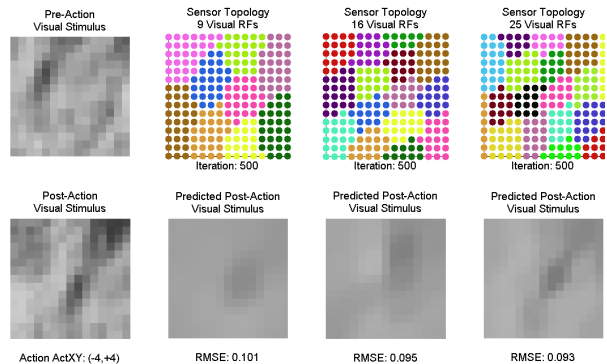 Pre-Action
Visual Stimulus
Sensor Topology
9 Visual RFs
Sensor Topology
16 Visual RFs
Sensor Topology
25 Visual RFs
Iteration: 500
Iteration: 500
Iteration: 500
Post-Action
Visual Stimulus
Predicted Post-Action
Visual Stimulus
Predicted Post-Action
Visual Stimulus
Predicted Post-Action
Visual Stimulus
Action ActXY: (-4,+4)
RMSE: 0.101
RMSE: 0.095
RMSE: 0.093